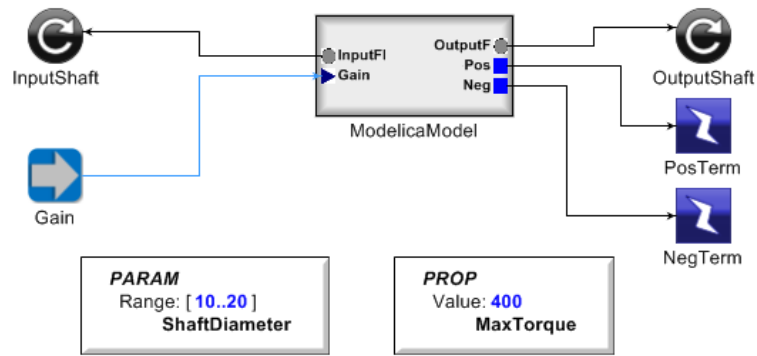 InputShaft
InputFl
Gain
OutputF
Pos
Neg
ModelicaModel
OutputShaft
PosTerm
NegTerm
Gain
PARAM
Range: [ 10..20 ]
ShaftDiameter
PROP
Value: 400
MaxTorque